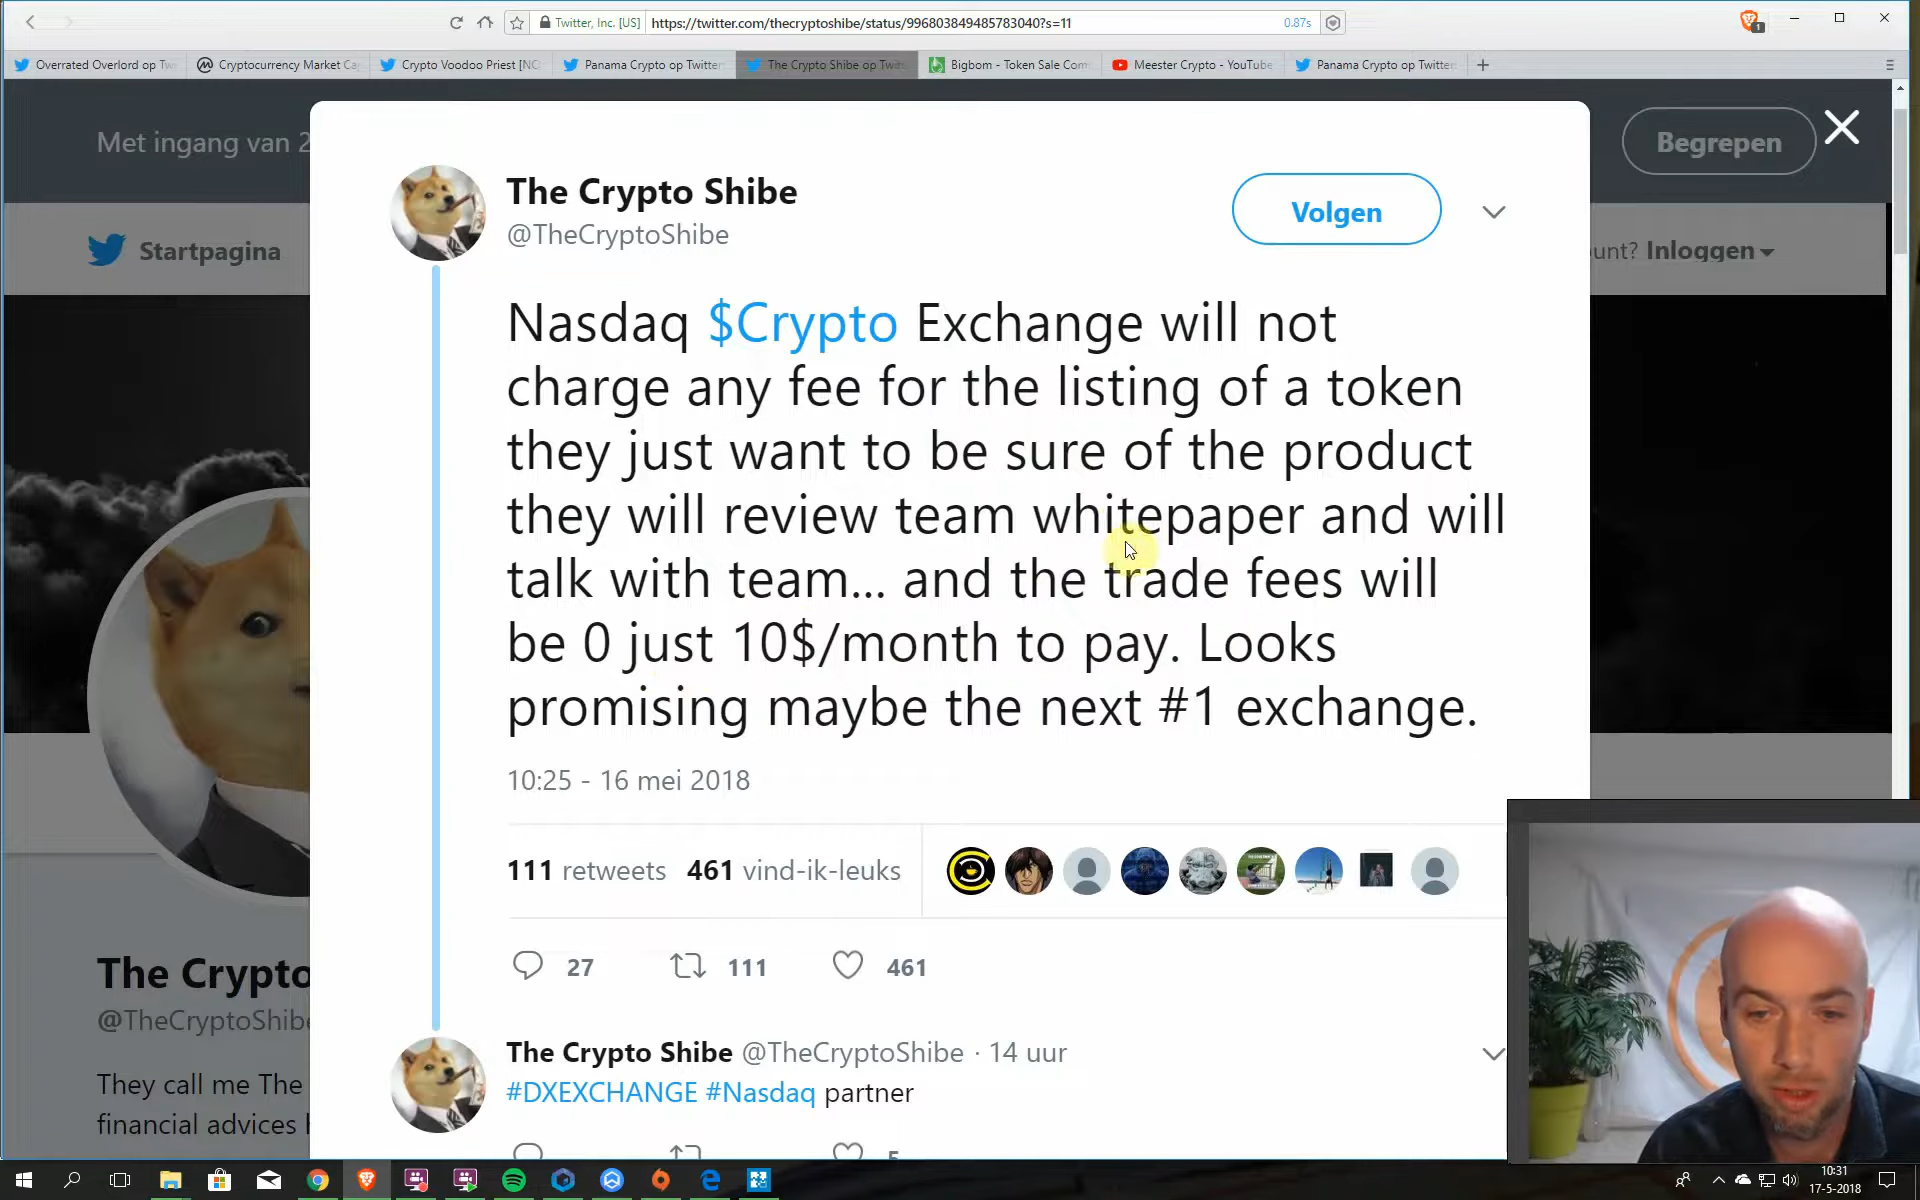 Twitter, Inc. [US] https://twitter.com/thecryptoshibe/status/996803849485783040?s=11 0.87s 1
Overrated Overlord op Tw
Cryptocurrency Market Ca
Crypto Voodoo Priest [NC
Panama Crypto op Twitter
The Crypto Shibe op Twit
Bigbom - Token Sale Com
Meester Crypto - YouTube
Panama Crypto op Twitter
Met ingang van 2
Begrepen
Startpagina
unt? Inloggen
The Crypto Shibe
@TheCryptoShibe
Volgen
Nasdaq $Crypto Exchange will not
charge any fee for the listing of a token
they just want to be sure of the product
they will review team whitepaper and will
talk with team... and the trade fees will
be 0 just 10$/month to pay. Looks
promising maybe the next #1 exchange.
10:25 - 16 mei 2018
111 retweets 461 vind-ik-leuks
27 111 461
The Crypto Shibe @TheCryptoShibe · 14 uur
#DXEXCHANGE #Nasdaq partner
5
The Crypto
@TheCryptoShibe
They call me The
financial advices
10:31
17-5-2018